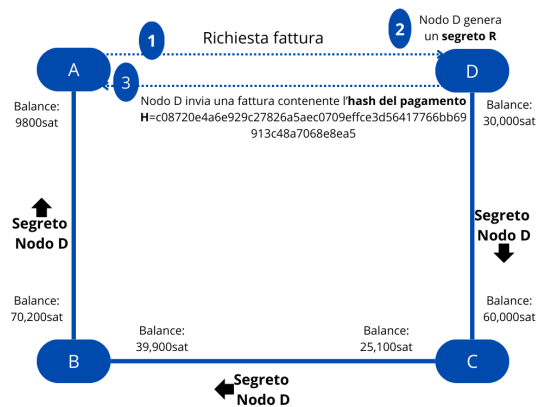 1
Richiesta fattura
2
Nodo D genera
un segreto R
A
3
D
Nodo D invia una fattura contenente l'hash del pagamento
H=c08720e4a6e929c27826a5aec0709effce3d56417766bb69
913c48a7068e8ea5
Balance:
9800sat
Balance:
30,000sat
Segreto
Nodo D
Segreto
Nodo D
Balance:
70,200sat
Balance:
39,900sat
Balance:
25,100sat
Balance:
60,000sat
B
C
Segreto
Nodo D